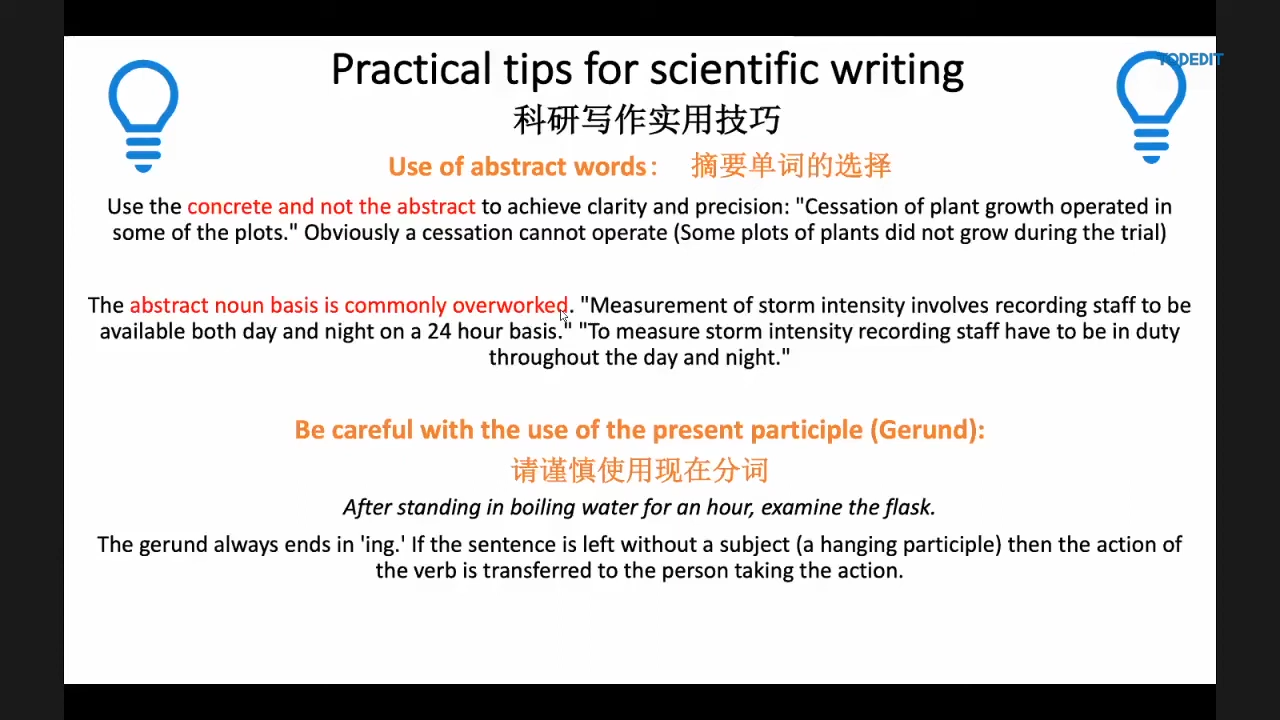 Practical tips for scientific writing
TODEDIT
科研写作实用技巧
Use of abstract words： 摘要单词的选择
Use the concrete and not the abstract to achieve clarity and precision: "Cessation of plant growth operated in
some of the plots." Obviously a cessation cannot operate (Some plots of plants did not grow during the trial)
The abstract noun basis is commonly overworked. "Measurement of storm intensity involves recording staff to be
available both day and night on a 24 hour basis." "To measure storm intensity recording staff have to be in duty
throughout the day and night."
Be careful with the use of the present participle (Gerund):
请谨慎使用现在分词
After standing in boiling water for an hour, examine the flask.
The gerund always ends in 'ing.' If the sentence is left without a subject (a hanging participle) then the action of
the verb is transferred to the person taking the action.